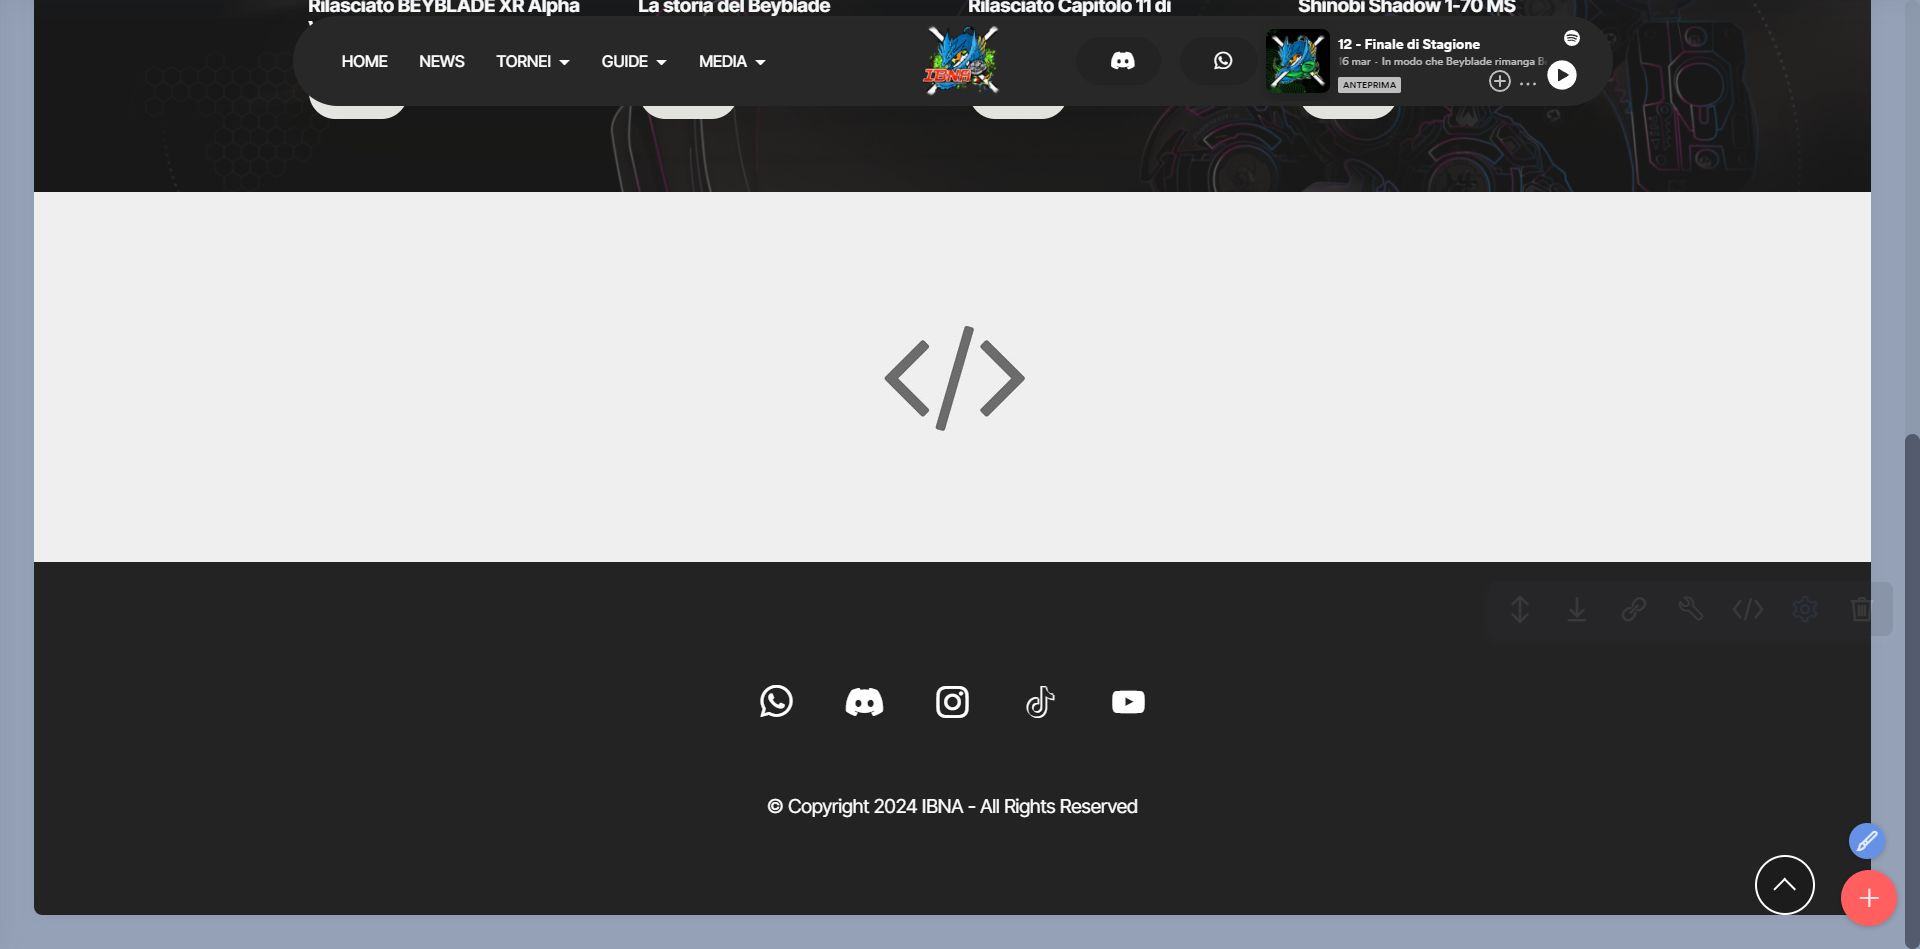 Rilasciato BEYBLADE XR Alpha
La storia del Beyblade
Rilasciato Capitolo 11 di
Shinobi Shadow 1-70 MS
HOME
NEWS
TORNEI
GUIDE
MEDIA
IBNA
12 - Finale di Stagione
16 mar - In modo che Beyblade rimanga
ANTEPRIMA
© Copyright 2024 IBNA - All Rights Reserved